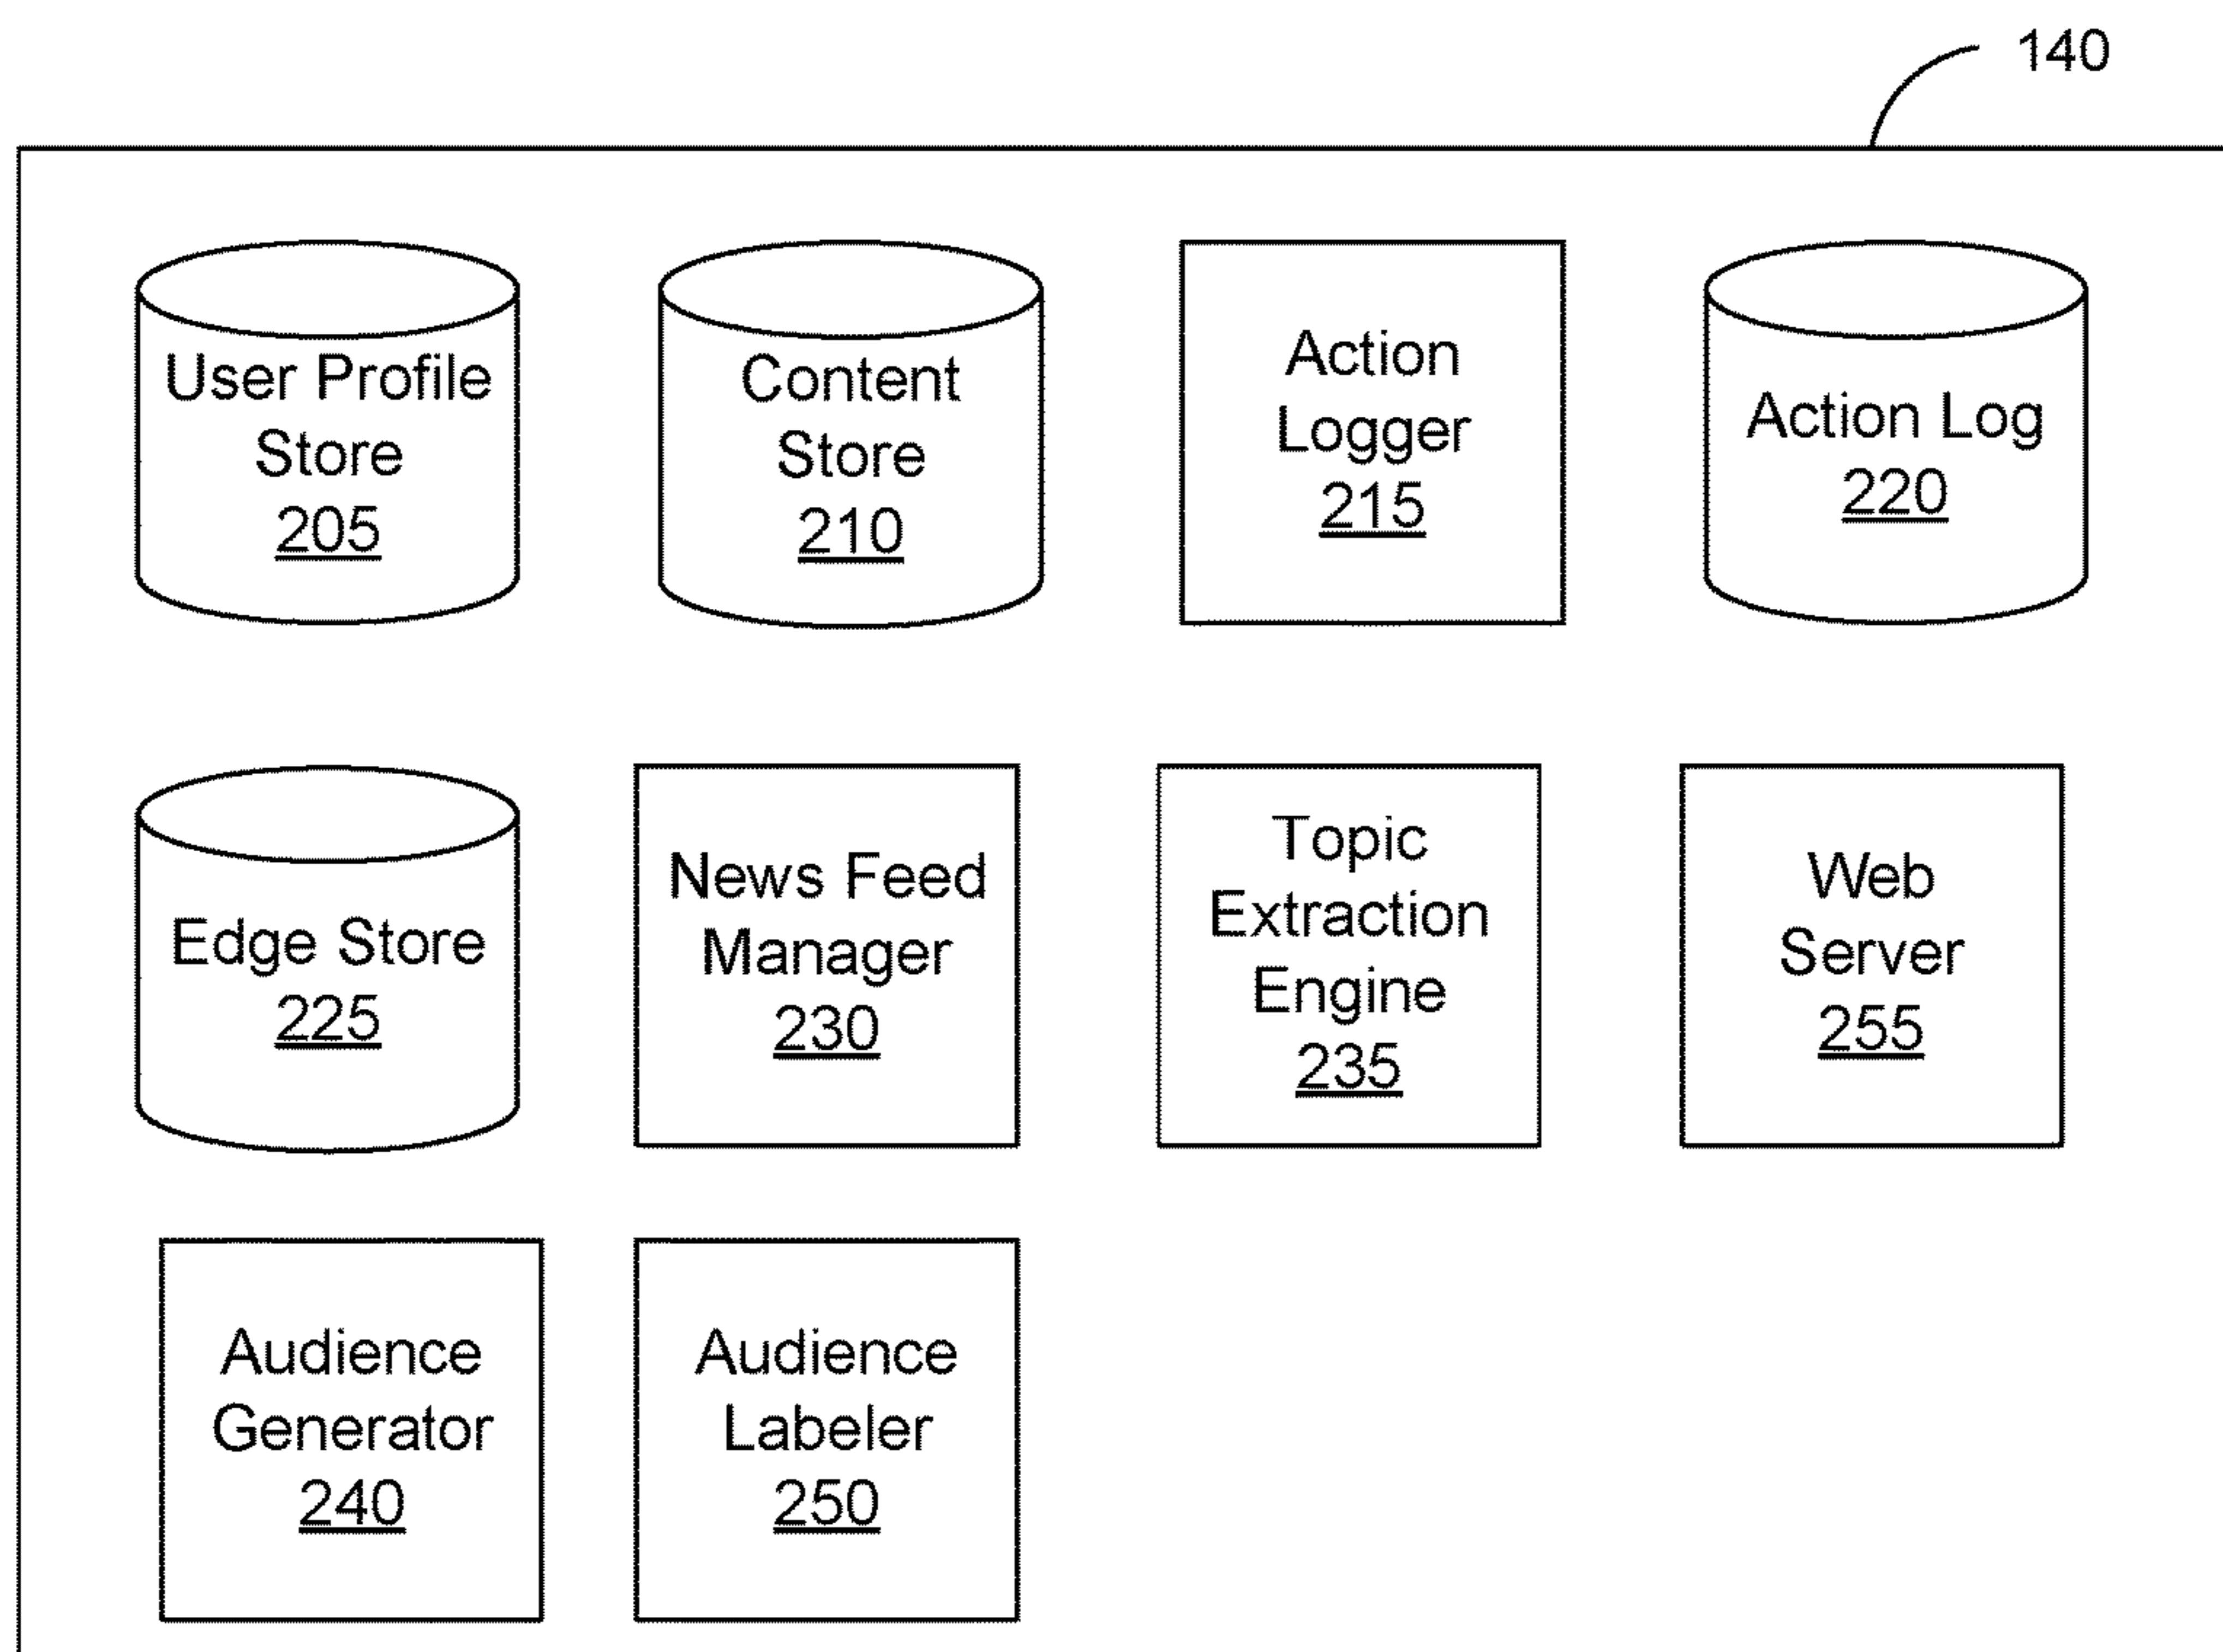 140
User Profile
Store
205
Content
Store
210
Action
Logger
215
Action Log
220
Edge Store
225
News Feed
Manager
230
Topic
Extraction
Engine
235
Web
Server
255
Audience
Generator
240
Audience
Labeler
250